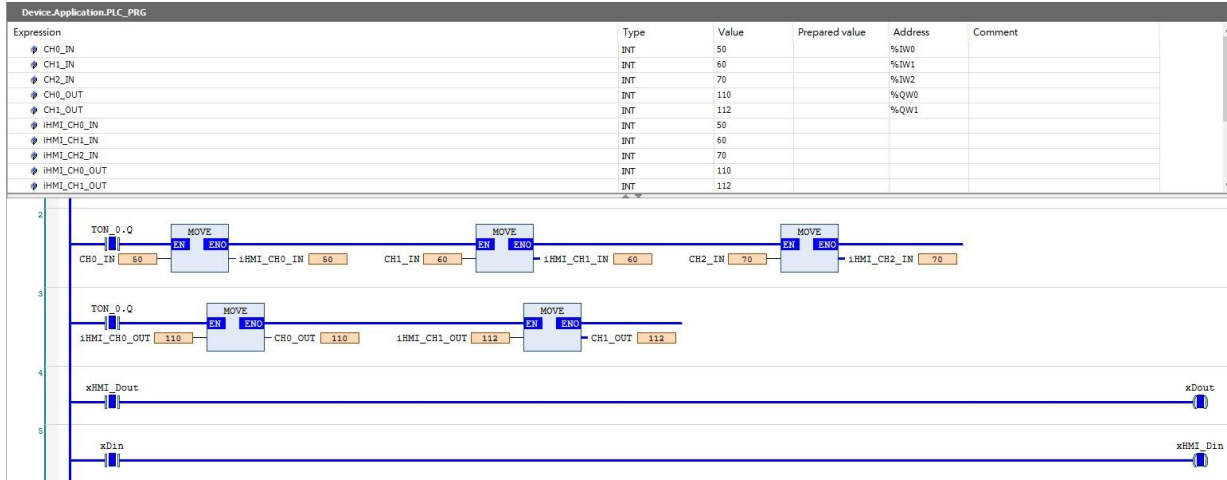 Device.Application.PLC_PRG
Expression Type Value Prepared value Address Comment
CH0_IN INT 50 %IW0
CH1_IN INT 60 %IW1
CH2_IN INT 70 %IW2
CH0_OUT INT 110 %QW0
CH1_OUT INT 112 %QW1
iHMI_CH0_IN INT 50
iHMI_CH1_IN INT 60
iHMI_CH2_IN INT 70
iHMI_CH0_OUT INT 110
iHMI_CH1_OUT INT 112
2
TON_0.Q MOVE MOVE MOVE
EN ENO EN ENO EN ENO
CH0_IN 50 iHMI_CH0_IN 50 CH1_IN 60 iHMI_CH1_IN 60 CH2_IN 70 iHMI_CH2_IN 70
3
TON_0.Q MOVE MOVE
EN ENO EN ENO
iHMI_CH0_OUT 110 CH0_OUT 110 iHMI_CH1_OUT 112 CH1_OUT 112
4
xHMI_Dout xDout
5
xDin xHMI_Din